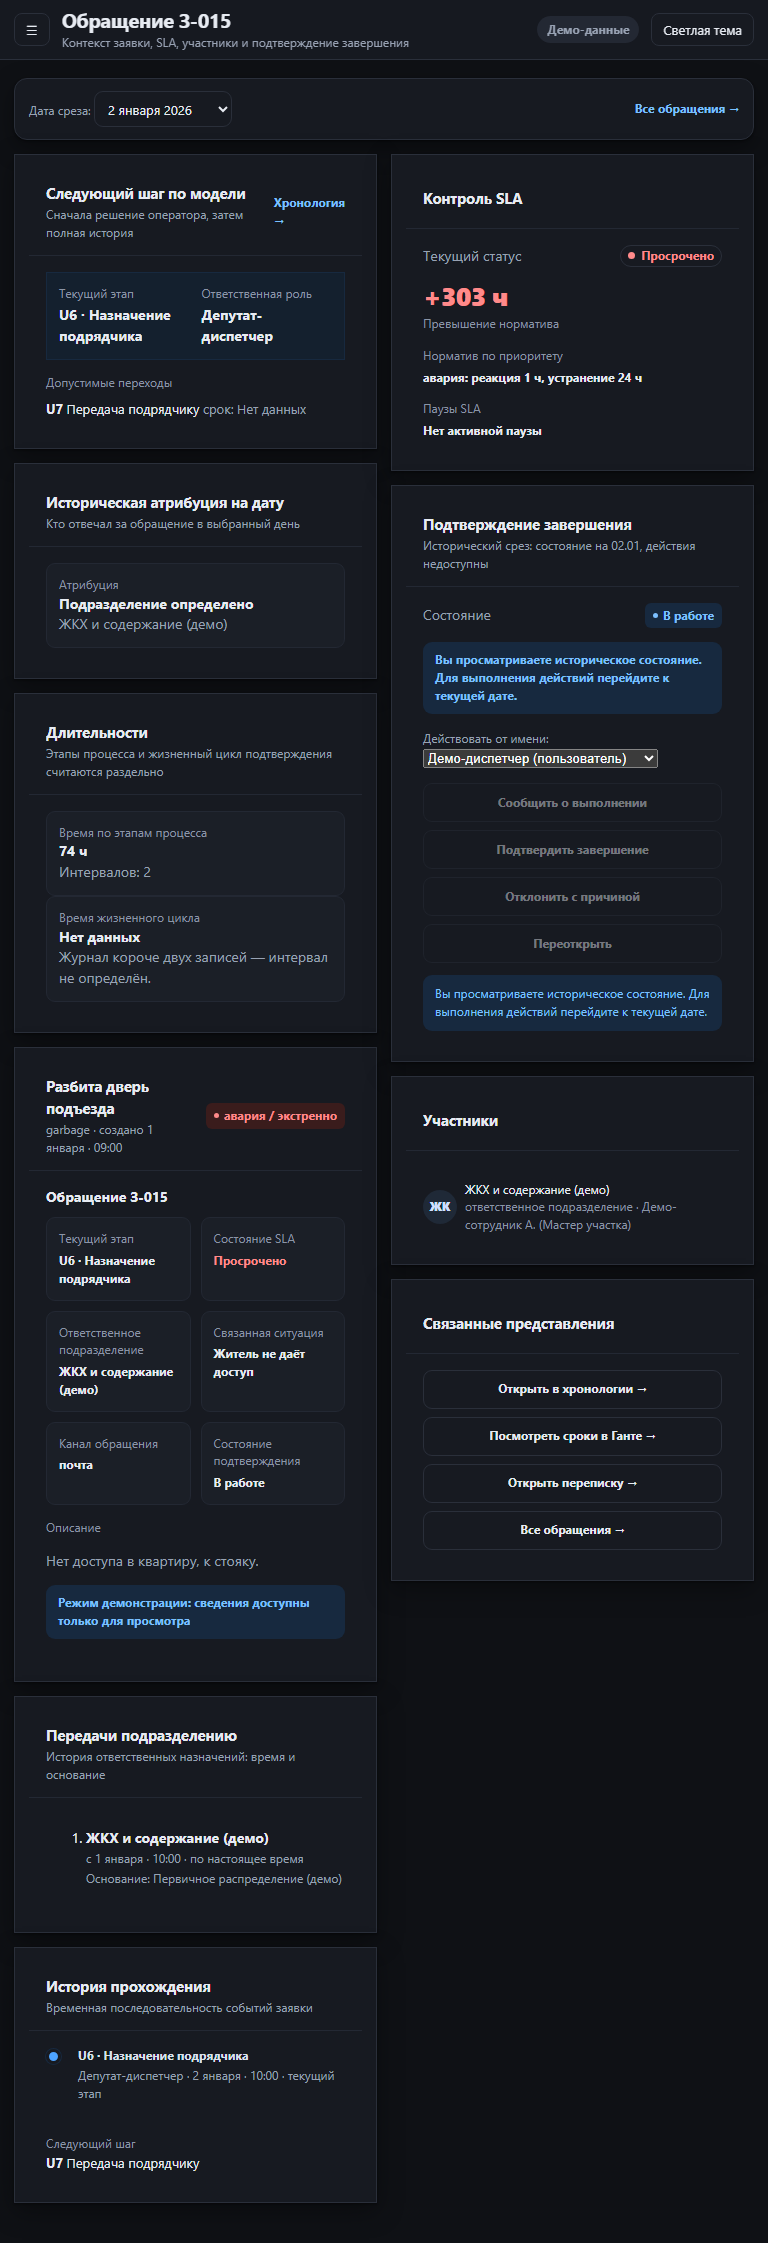 ☰
Обращение З-015
Контекст заявки, SLA, участники и подтверждение завершения
Демо-данные
Светлая тема
Дата среза:
2 января 2026
Все обращения →
Следующий шаг по модели
Сначала решение оператора, затем
полная история
Хронология
→
Текущий этап
U6 · Назначение
подрядчика
Ответственная роль
Депутат-
диспетчер
Допустимые переходы
U7 Передача подрядчику срок: Нет данных
Историческая атрибуция на дату
Кто отвечал за обращение в выбранный день
Атрибуция
Подразделение определено
ЖКХ и содержание (демо)
Длительности
Этапы процесса и жизненный цикл подтверждения
считаются раздельно
Время по этапам процесса
74 ч
Интервалов: 2
Время жизненного цикла
Нет данных
Журнал короче двух записей — интервал
не определён.
Разбита дверь
подъезда
garbage · создано 1
января · 09:00
авария / экстренно
Обращение З-015
Текущий этап
U6 · Назначение
подрядчика
Состояние SLA
Просрочено
Ответственное
подразделение
ЖКХ и содержание
(демо)
Связанная ситуация
Житель не даёт
доступ
Канал обращения
почта
Состояние
подтверждения
В работе
Описание
Нет доступа в квартиру, к стояку.
Режим демонстрации: сведения доступны
только для просмотра
Передачи подразделению
История ответственных назначений: время и
основание
1. ЖКХ и содержание (демо)
с 1 января · 10:00 · по настоящее время
Основание: Первичное распределение (демо)
История прохождения
Временная последовательность событий заявки
U6 · Назначение подрядчика
Депутат-диспетчер · 2 января · 10:00 · текущий
этап
Следующий шаг
U7 Передача подрядчику
Контроль SLA
Текущий статус
Просрочено
+303 ч
Превышение норматива
Норматив по приоритету
авария: реакция 1 ч, устранение 24 ч
Паузы SLA
Нет активной паузы
Подтверждение завершения
Исторический срез: состояние на 02.01, действия
недоступны
Состояние
В работе
Вы просматриваете историческое состояние.
Для выполнения действий перейдите к
текущей дате.
Действовать от имени:
Демо-диспетчер (пользователь)
Сообщить о выполнении
Подтвердить завершение
Отклонить с причиной
Переоткрыть
Вы просматриваете историческое состояние. Для
выполнения действий перейдите к текущей дате.
Участники
ЖК
ЖКХ и содержание (демо)
ответственное подразделение · Демо-
сотрудник А. (Мастер участка)
Связанные представления
Открыть в хронологии →
Посмотреть сроки в Ганте →
Открыть переписку →
Все обращения →